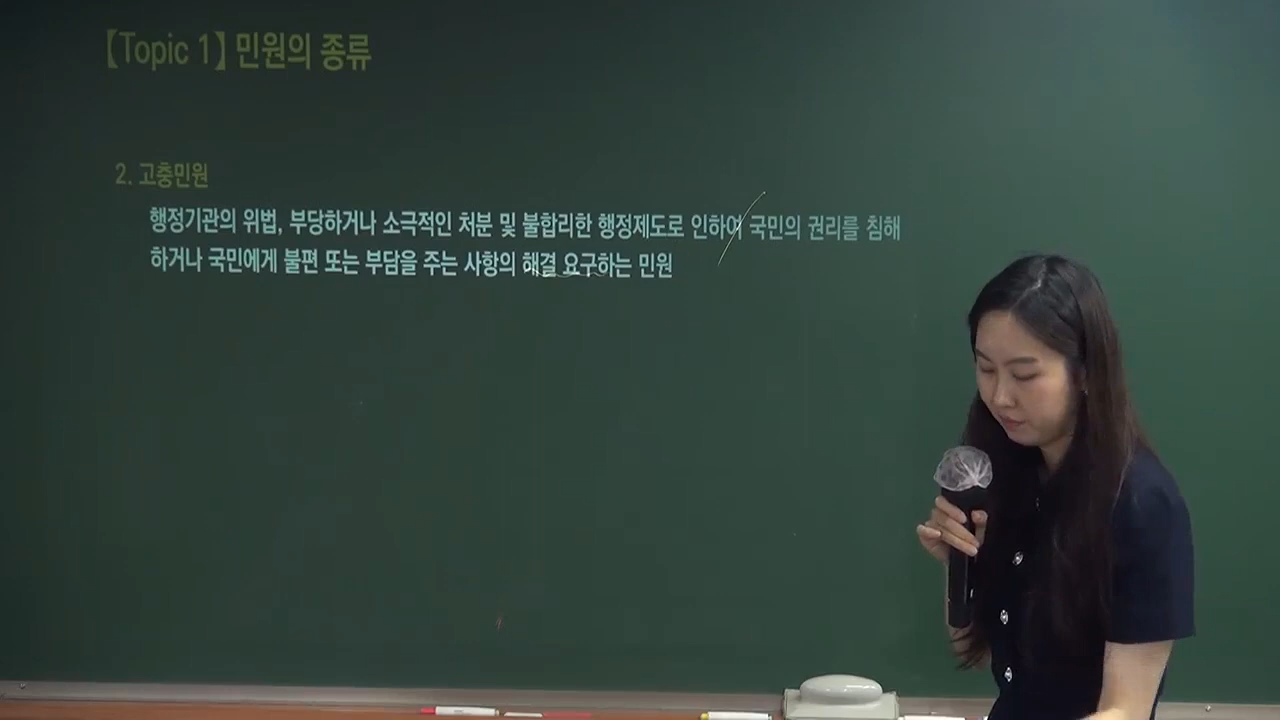 【Topic 1】 민원의 종류
2. 고충민원
행정기관의 위법, 부당하거나 소극적인 처분 및 불합리한 행정제도로 인하여 국민의 권리를 침해
하거나 국민에게 불편 또는 부담을 주는 사항의 해결 요구하는 민원